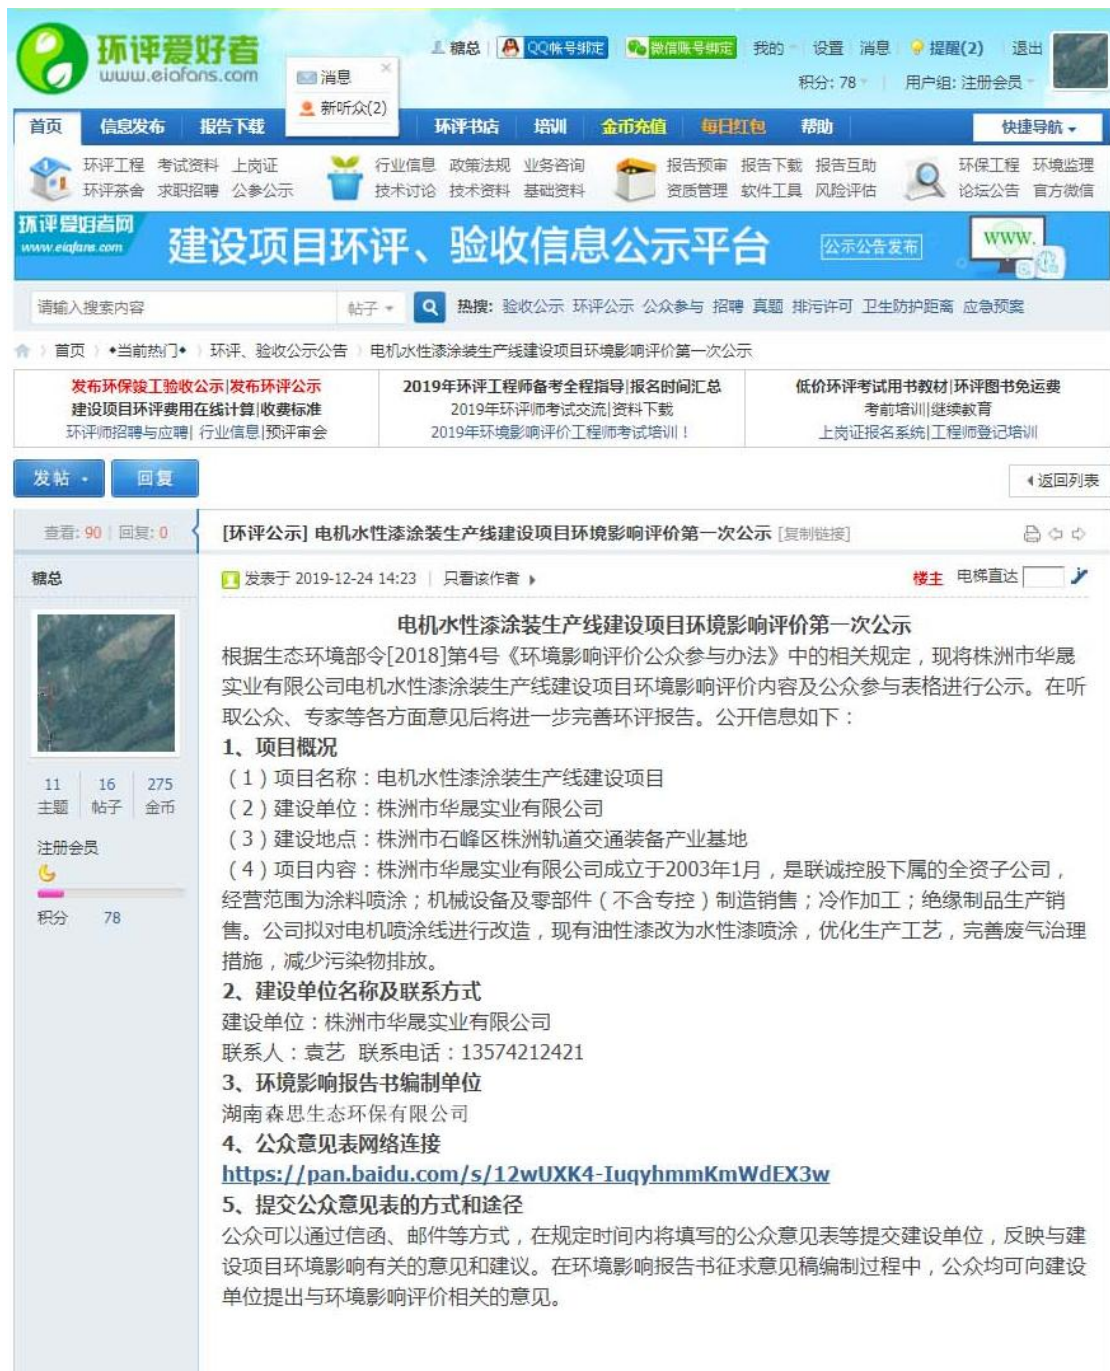 环评爱好者
www.eiafans.com
糖总 QQ帐号绑定 微信账号绑定 我的 设置 消息 提醒(2) 退出
积分: 78 用户组: 注册会员
消息
新听众(2)
首页 信息发布 报告下载 环评书店 培训 金币充值 每日红包 帮助 快捷导航
环评工程 考试资料 上岗证 行业信息 政策法规 业务咨询 报告预审 报告下载 报告互助 环保工程 环境监理
环评茶舍 求职招聘 公参公示 技术讨论 技术资料 基础资料 资质管理 软件工具 风险评估 论坛公告 官方微信
环评爱好者网
www.eiafans.com
建设项目环评、验收信息公示平台
公示公告发布
WWW.
请输入搜索内容 帖子 热搜: 验收公示 环评公示 公众参与 招聘 真题 排污许可 卫生防护距离 应急预案
首页 ◆当前热门◆ 环评、验收公示公告 电机水性漆涂装生产线建设项目环境影响评价第一次公示
发布环保竣工验收公示|发布环评公示 2019年环评工程师备考全程指导|报名时间汇总 低价环评考试用书教材|环评图书免运费
建设项目环评费用在线计算|收费标准 2019年环评师考试交流|资料下载 考前培训||继续教育
环评师招聘与应聘| 行业信息|预评审会 2019年环境影响评价工程师考试培训！ 上岗证报名系统|工程师登记培训
发帖 回复 返回列表
查看: 90 回复: 0 [环评公示] 电机水性漆涂装生产线建设项目环境影响评价第一次公示 [复制链接]
糖总 发表于 2019-12-24 14:23 只看该作者 楼主 电梯直达
11 16 275
主题 帖子 金币
注册会员
积分 78
电机水性漆涂装生产线建设项目环境影响评价第一次公示
根据生态环境部令[2018]第4号《环境影响评价公众参与办法》中的相关规定，现将株洲市华晟
实业有限公司电机水性漆涂装生产线建设项目环境影响评价内容及公众参与表格进行公示。在听
取公众、专家等各方面意见后将进一步完善环评报告。公开信息如下：
1、项目概况
（1）项目名称：电机水性漆涂装生产线建设项目
（2）建设单位：株洲市华晟实业有限公司
（3）建设地点：株洲市石峰区株洲轨道交通装备产业基地
（4）项目内容：株洲市华晟实业有限公司成立于2003年1月，是联诚控股下属的全资子公司，
经营范围为涂料喷涂；机械设备及零部件（不含专控）制造销售；冷作加工；绝缘制品生产销
售。公司拟对电机喷涂线进行改造，现有油性漆改为水性漆喷涂，优化生产工艺，完善废气治理
措施，减少污染物排放。
2、建设单位名称及联系方式
建设单位：株洲市华晟实业有限公司
联系人：袁艺 联系电话：13574212421
3、环境影响报告书编制单位
湖南森思生态环保有限公司
4、公众意见表网络连接
https://pan.baidu.com/s/12wUXK4-IuqyhmmKmWdEX3w
5、提交公众意见表的方式和途径
公众可以通过信函、邮件等方式，在规定时间内将填写的公众意见表等提交建设单位，反映与建
设项目环境影响有关的意见和建议。在环境影响报告书征求意见稿编制过程中，公众均可向建设
单位提出与环境影响评价相关的意见。